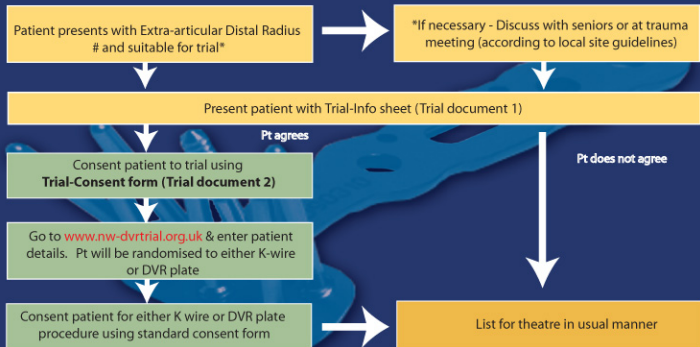 Patient presents with Extra-articular Distal Radius
# and suitable for trial*
*If necessary - Discuss with seniors or at trauma
meeting (according to local site guidelines)
Present patient with Trial-Info sheet (Trial document 1)
Pt agrees
Pt does not agree
Consent patient to trial using
Trial-Consent form (Trial document 2)
Go to www.nw-dvrtrial.org.uk & enter patient
details. Pt will be randomised to either K-wire
or DVR plate
Consent patient for either K wire or DVR plate
procedure using standard consent form
List for theatre in usual manner